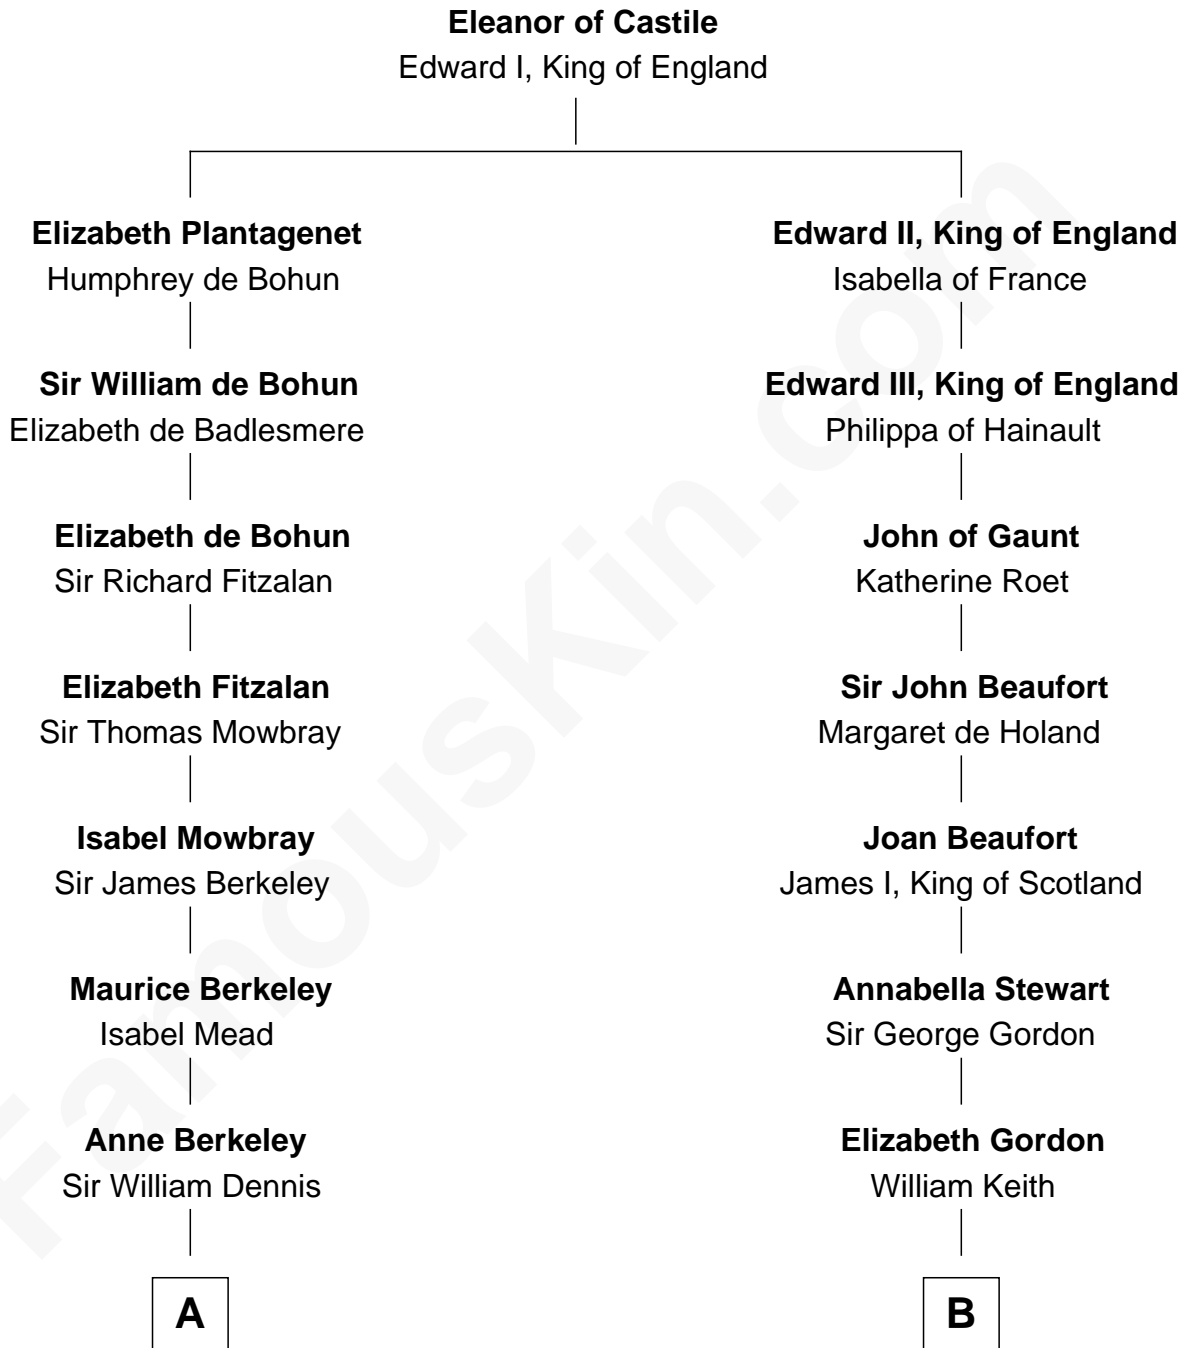 Eleanor of Castile
Edward I, King of England
Elizabeth Plantagenet
Humphrey de Bohun
Edward II, King of England
Isabella of France
Sir William de Bohun
Elizabeth de Badlesmere
Edward III, King of England
Philippa of Hainault
Elizabeth de Bohun
Sir Richard Fitzalan
John of Gaunt
Katherine Roet
Elizabeth Fitzalan
Sir Thomas Mowbray
Sir John Beaufort
Margaret de Holand
Isabel Mowbray
Sir James Berkeley
Joan Beaufort
James I, King of Scotland
Maurice Berkeley
Isabel Mead
Annabella Stewart
Sir George Gordon
Anne Berkeley
Sir William Dennis
Elizabeth Gordon
William Keith
A
B
FamousKin.com